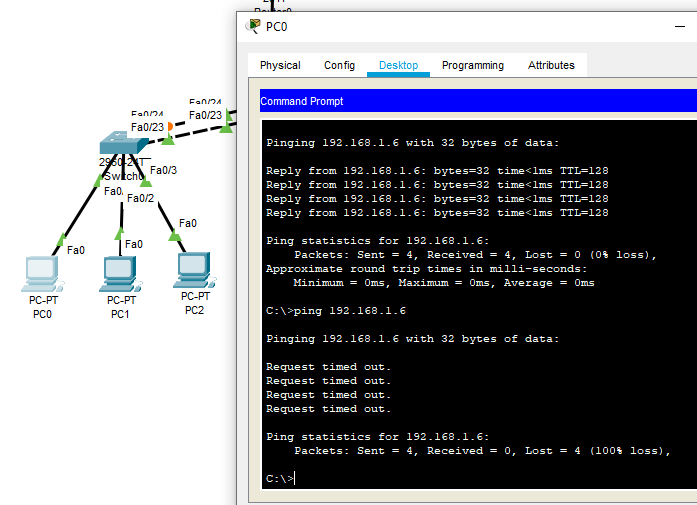 PC0
Physical Config Desktop Programming Attributes
Command Prompt
Pinging 192.168.1.6 with 32 bytes of data:
Reply from 192.168.1.6: bytes=32 time<1ms TTL=128
Reply from 192.168.1.6: bytes=32 time<1ms TTL=128
Reply from 192.168.1.6: bytes=32 time<1ms TTL=128
Reply from 192.168.1.6: bytes=32 time<1ms TTL=128
Ping statistics for 192.168.1.6:
Packets: Sent = 4, Received = 4, Lost = 0 (0% loss),
Approximate round trip times in milli-seconds:
Minimum = 0ms, Maximum = 0ms, Average = 0ms
C:\>ping 192.168.1.6
Pinging 192.168.1.6 with 32 bytes of data:
Request timed out.
Request timed out.
Request timed out.
Request timed out.
Ping statistics for 192.168.1.6:
Packets: Sent = 4, Received = 0, Lost = 4 (100% loss),
C:\>
Fa0/24
Fa0/24
Fa0/23
Fa0/23
Fa0/3
Fa0/2
Fa0
Fa0
Fa0
PC-PT
PC0
PC-PT
PC1
PC-PT
PC2